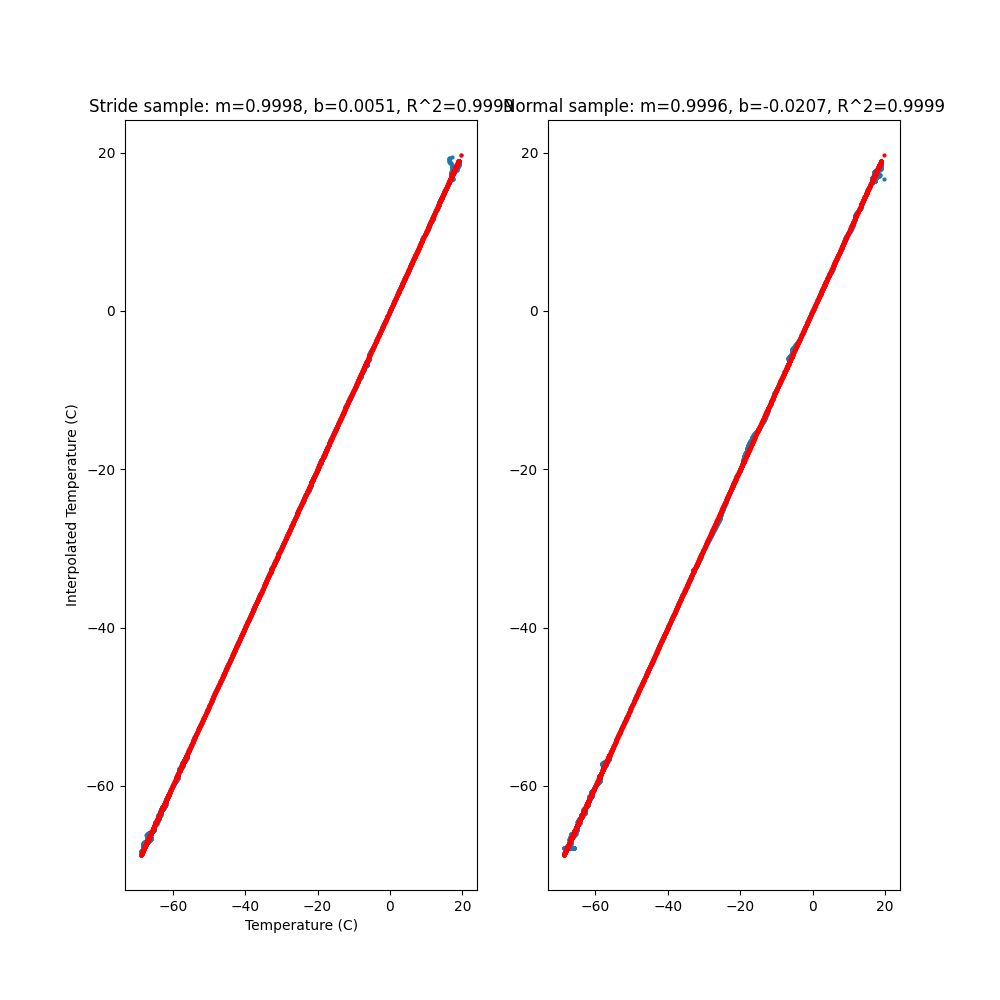 Stride sample: m=0.9998, b=0.0051, R^2=0.9999
Normal sample: m=0.9996, b=-0.0207, R^2=0.9999
20
0
−20
−40
−60
Interpolated Temperature (C)
−60 −40 −20 0 20
Temperature (C)
20
0
−20
−40
−60
−60 −40 −20 0 20